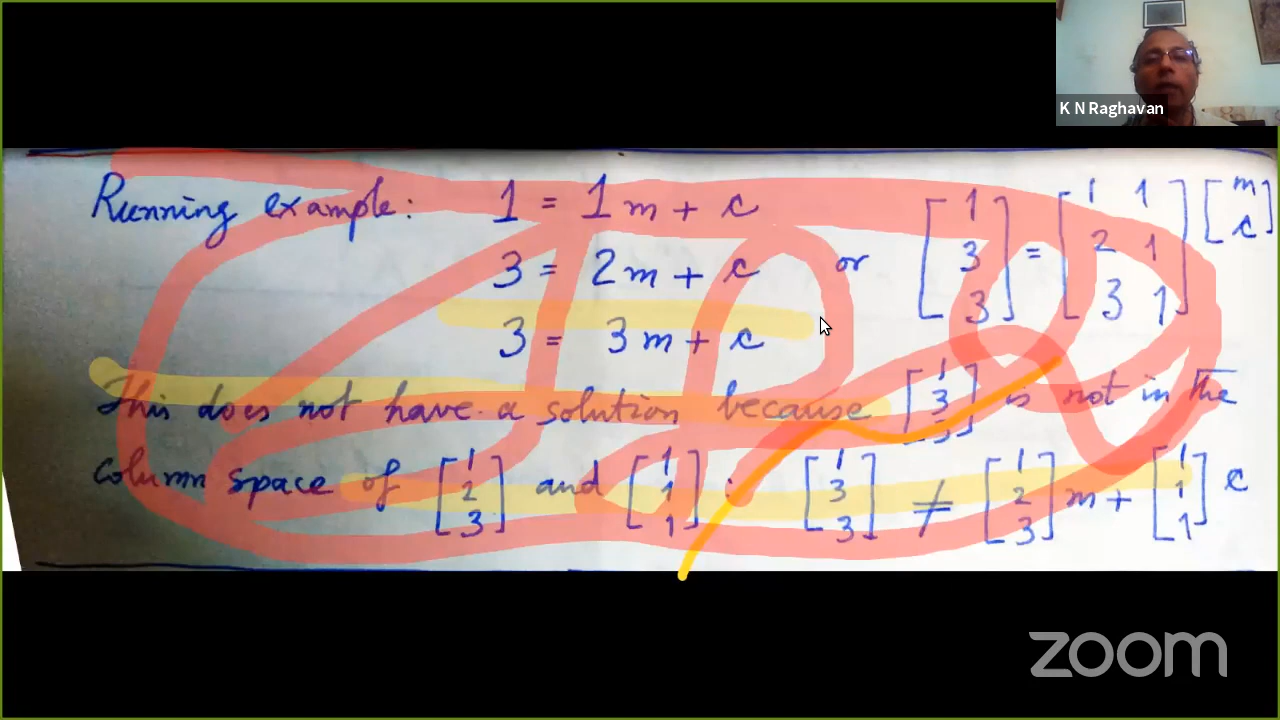 K N Raghavan
Running example: 1 = 1m + c
3 = 2m + c or [1 3 3] = [1 1 2 1 3 1] [m c]
3 = 3m + c
This does not have a solution because [1 3 3] is not in the
column space of [1 2 3] and [1 1 1] : [1 3 3] ≠ [1 2 3] m + [1 1 1] c
zoom